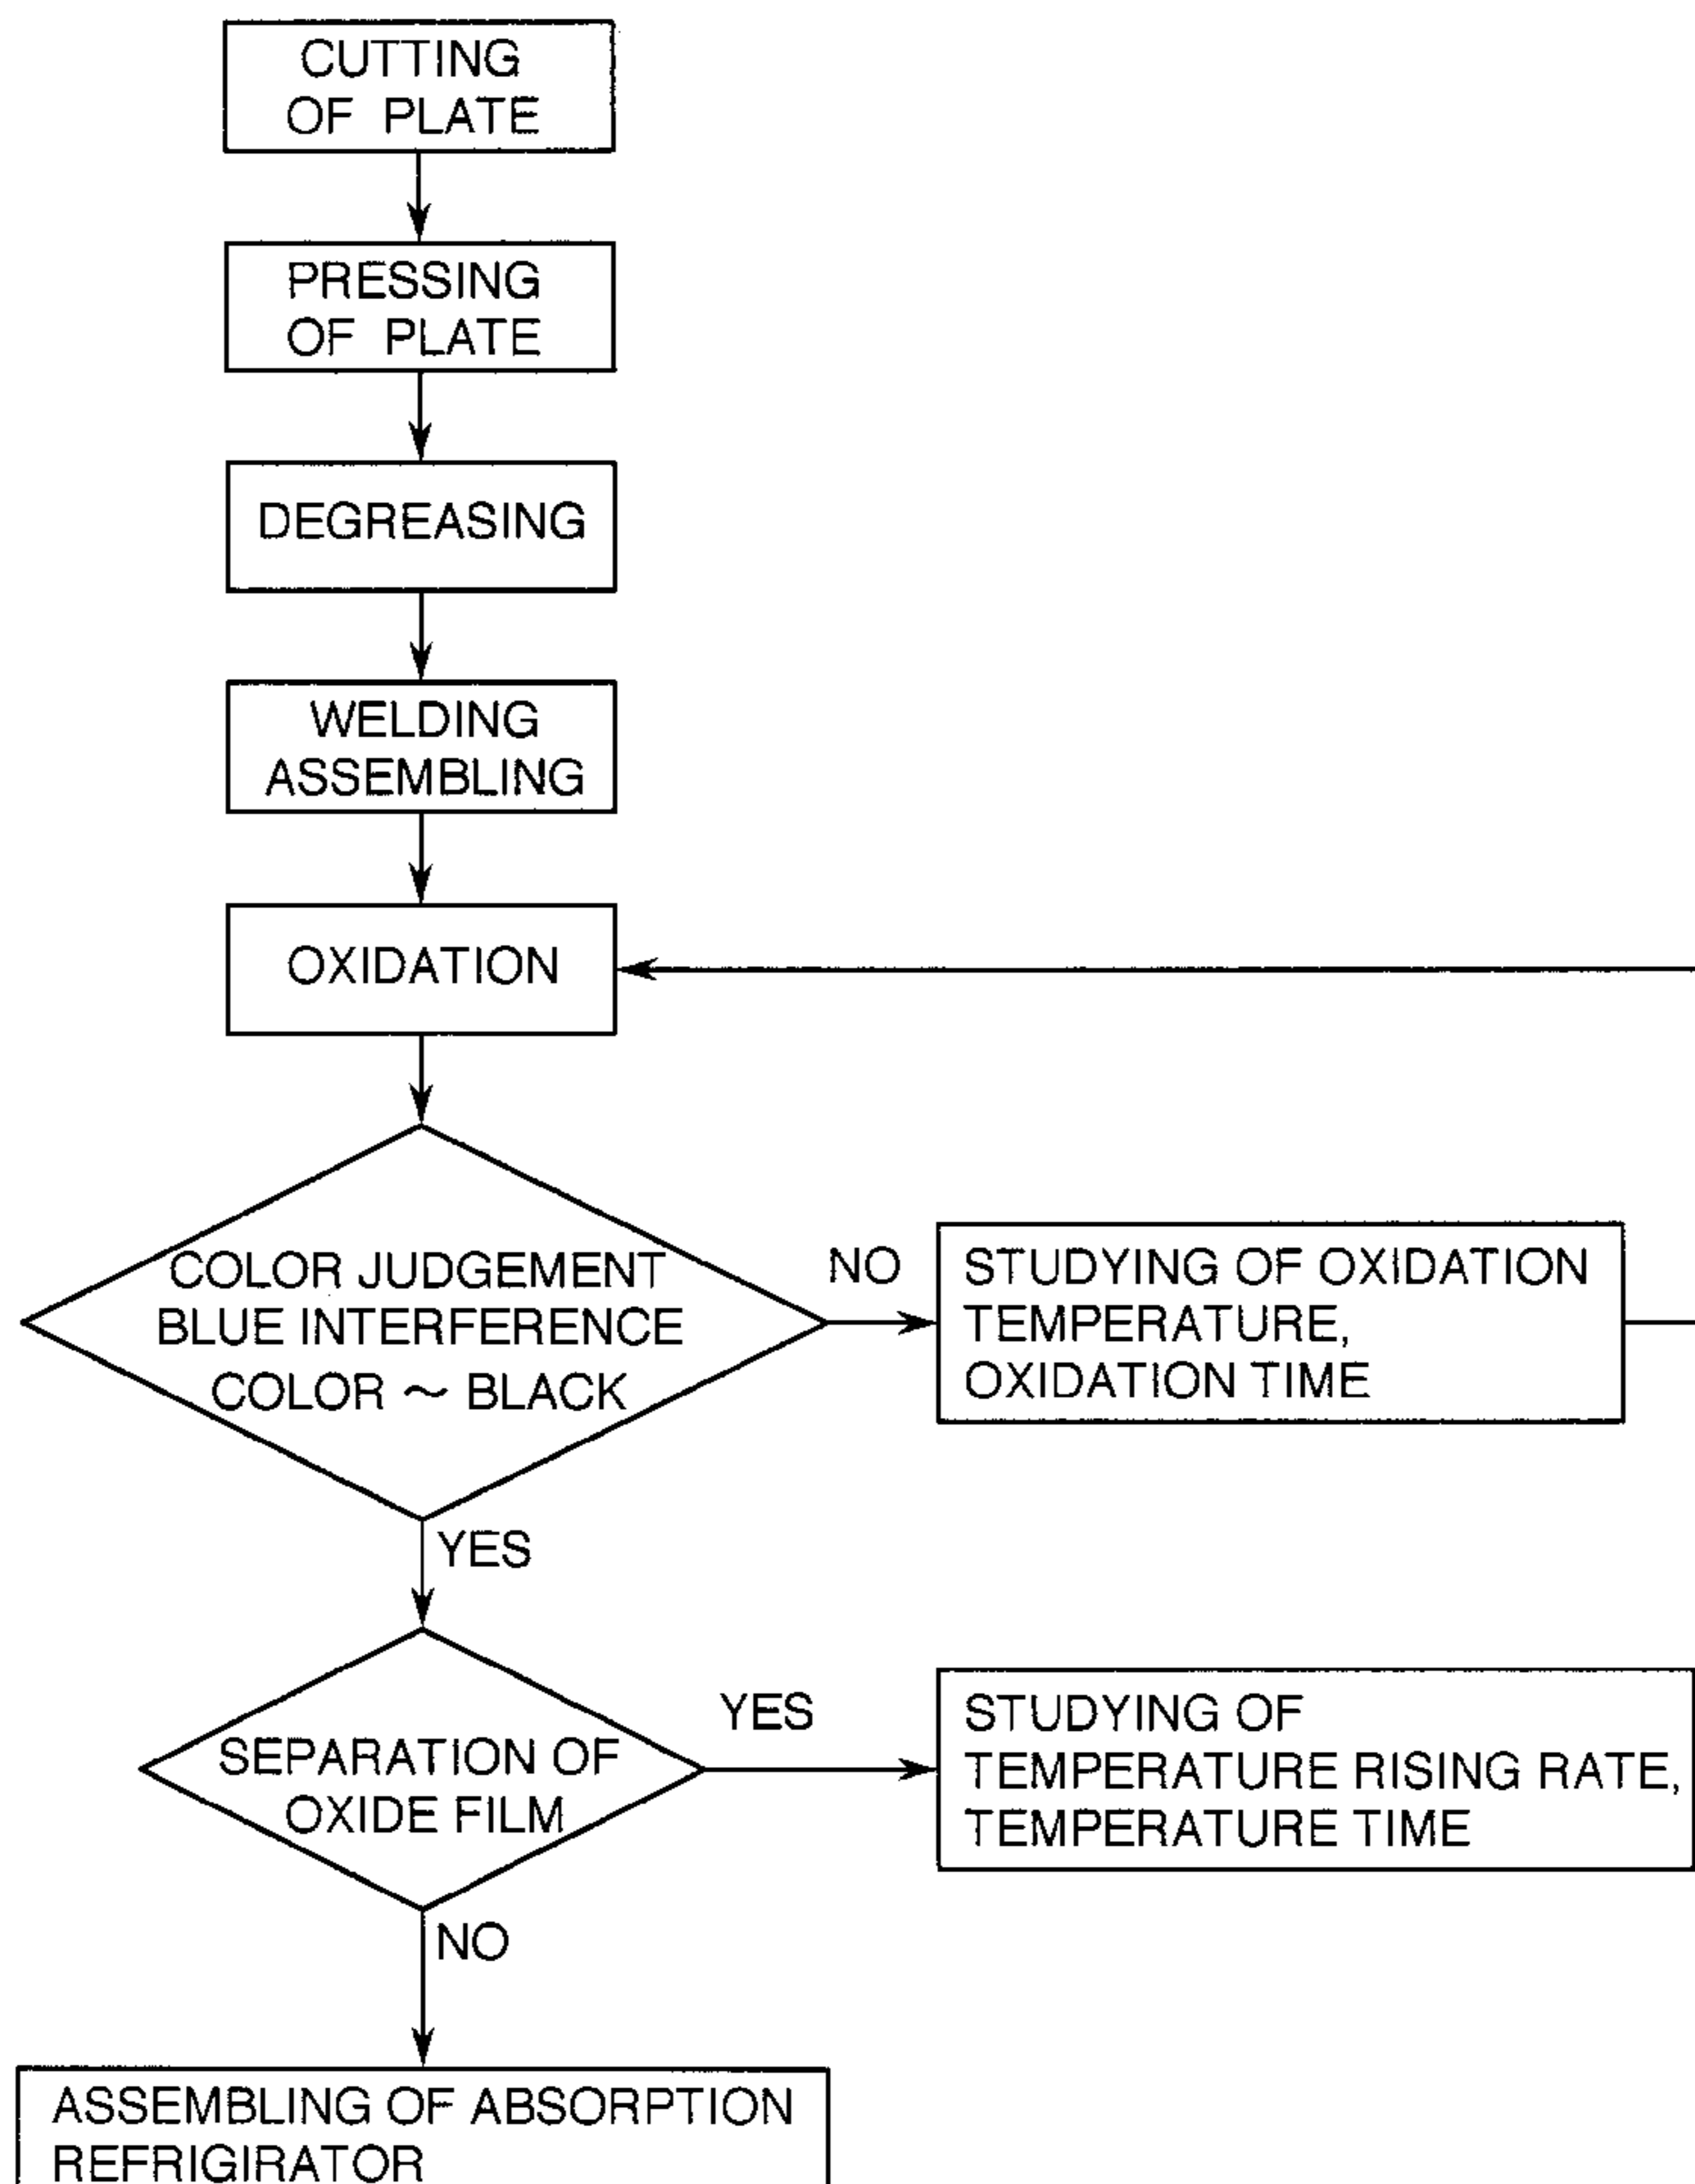 CUTTING
OF PLATE
PRESSING
OF PLATE
DEGREASING
WELDING
ASSEMBLING
OXIDATION
COLOR JUDGEMENT
BLUE INTERFERENCE
COLOR ~ BLACK
NO
STUDYING OF OXIDATION
TEMPERATURE,
OXIDATION TIME
YES
SEPARATION OF
OXIDE FILM
YES
STUDYING OF
TEMPERATURE RISING RATE,
TEMPERATURE TIME
NO
ASSEMBLING OF ABSORPTION
REFRIGIRATOR